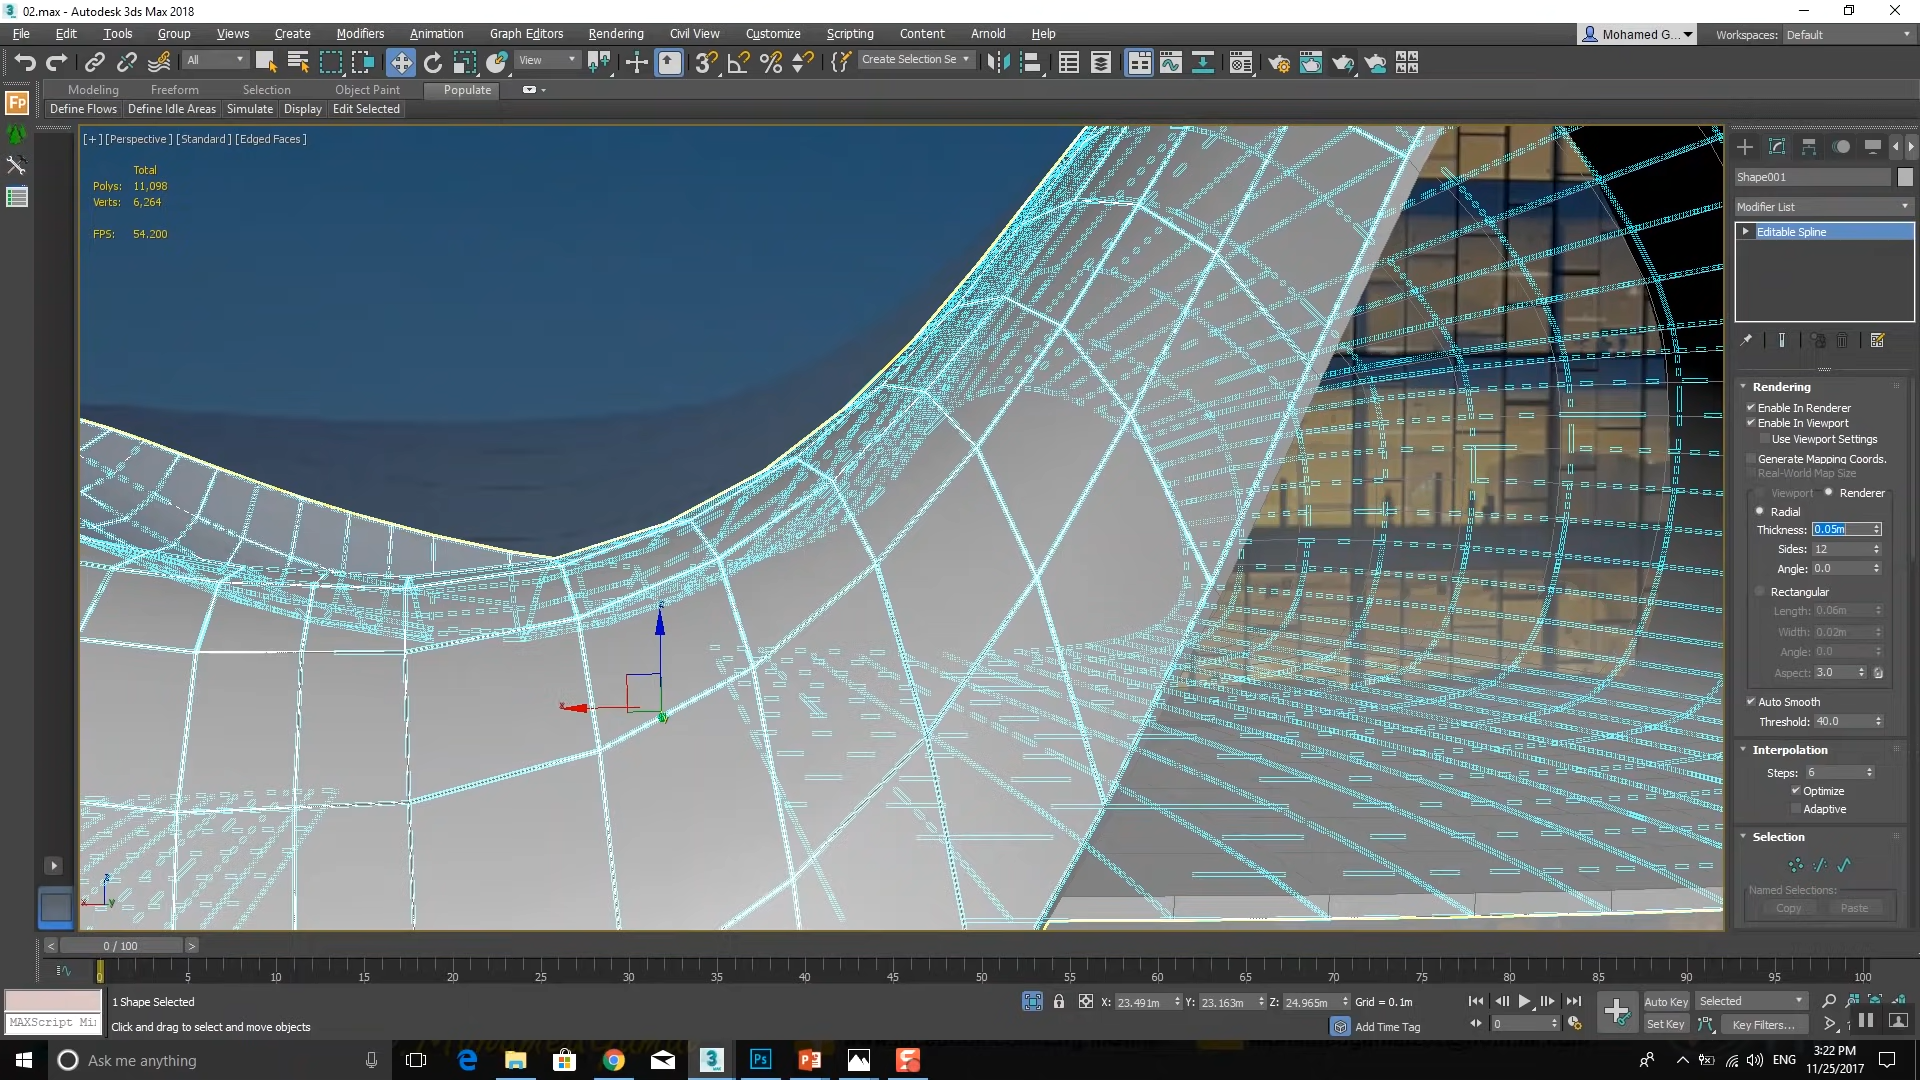 02.max - Autodesk 3ds Max 2018
File Edit Tools Group Views Create Modifiers Animation Graph Editors Rendering Civil View Customize Scripting Content Arnold Help
Mohamed G... Workspaces: Default
All View Create Selection Se
Modeling Freeform Selection Object Paint Populate
Define Flows Define Idle Areas Simulate Display Edit Selected
[+] [Perspective] [Standard] [Edged Faces]
Total
Polys: 11,098
Verts: 6,264
FPS: 54.200
Shape001
Modifier List
Editable Spline
Rendering
Enable In Renderer
Enable In Viewport
Use Viewport Settings
Generate Mapping Coords.
Real-World Map Size
Viewport Renderer
Radial
Thickness: 0.05m
Sides: 12
Angle: 0.0
Rectangular
Length: 0.06m
Width: 0.02m
Angle: 0.0
Aspect: 3.0
Auto Smooth
Threshold: 40.0
Interpolation
Steps: 6
Optimize
Adaptive
Selection
Named Selections:
Copy Paste
0 / 100
0 5 10 15 20 25 30 35 40 45 50 55 60 65 70 75 80 85 90 95 100
1 Shape Selected
X: 23.491m Y: 23.163m Z: 24.965m Grid = 0.1m
Auto Key Selected
MAXScript Mi
Click and drag to select and move objects
Add Time Tag
0
Set Key Key Filters...
Ask me anything
ENG
3:22 PM
11/25/2017